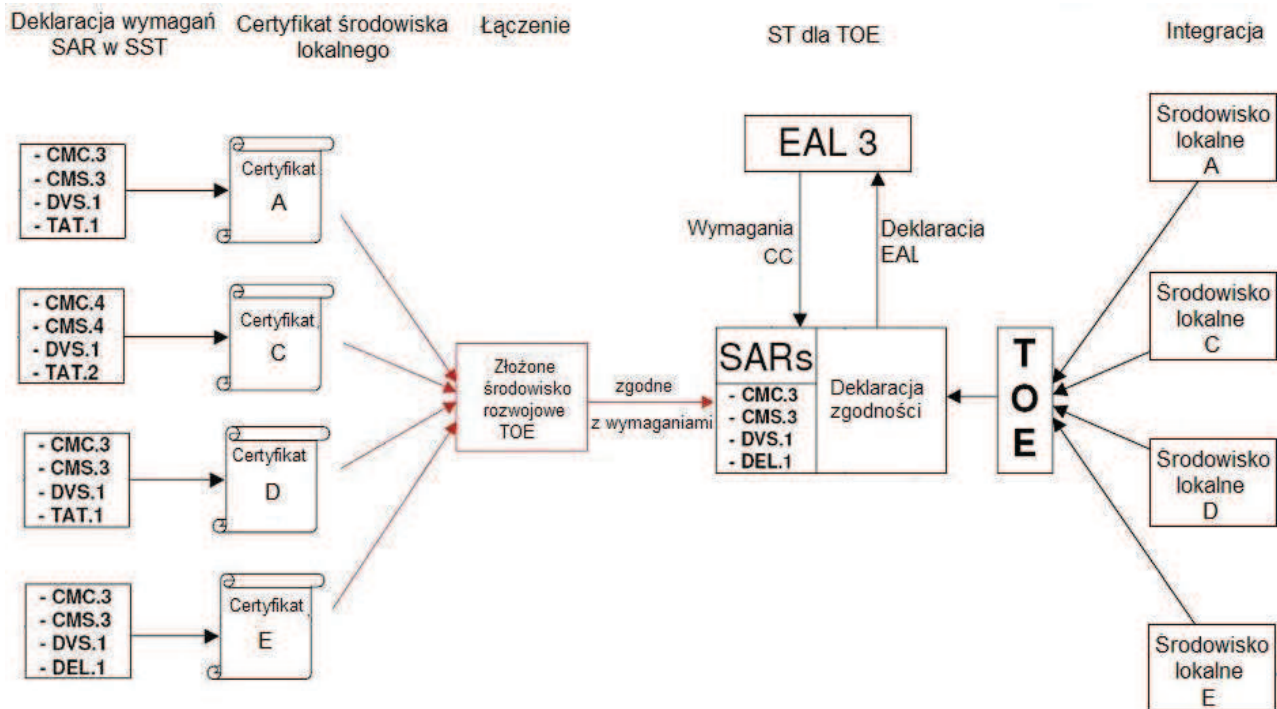 Deklaracja wymagań
SAR w SST
Certyfikat środowiska
lokalnego
Łączenie
ST dla TOE
Integracja
- CMC.3
- CMS.3
- DVS.1
- TAT.1
Certyfikat
A
- CMC.4
- CMS.4
- DVS.1
- TAT.2
Certyfikat
C
- CMC.3
- CMS.3
- DVS.1
- TAT.1
Certyfikat
D
- CMC.3
- CMS.3
- DVS.1
- DEL.1
Certyfikat
E
Złożone
środowisko
rozwojowe
TOE
zgodne
z wymaganiami
EAL 3
Wymagania
CC
Deklaracja
EAL
SARs
- CMC.3
- CMS.3
- DVS.1
- DEL.1
Deklaracja
zgodności
T
O
E
Środowisko
lokalne
A
Środowisko
lokalne
C
Środowisko
lokalne
D
Środowisko
lokalne
E